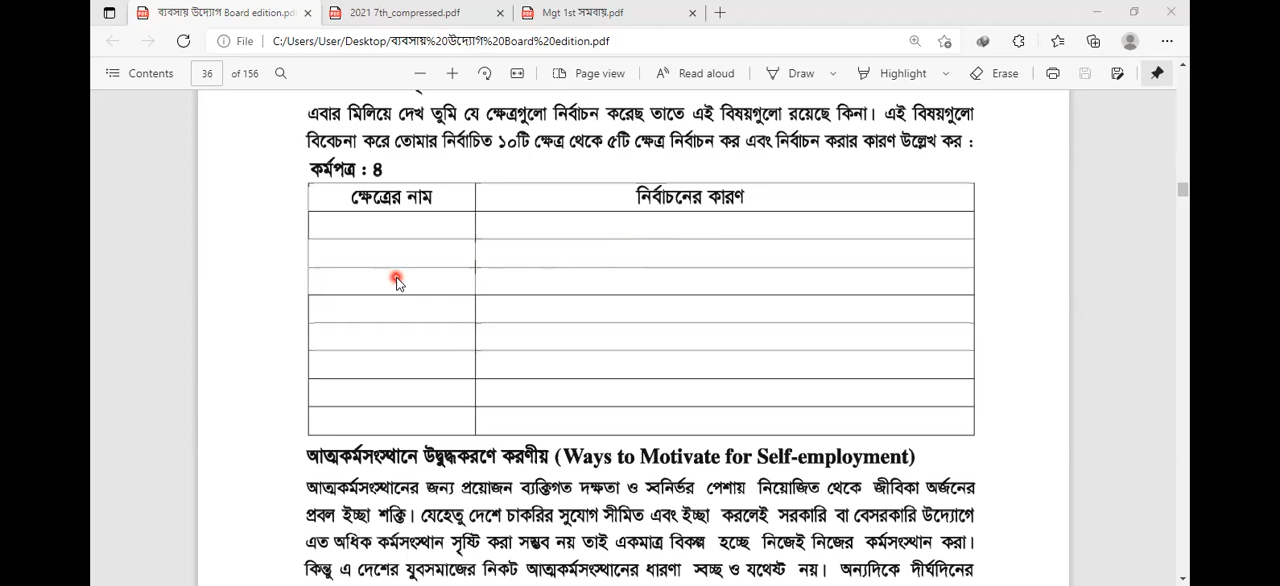 ব্যবসায় উদ্যোগ Board edition.pd
2021 7th_compressed.pdf
Mgt 1st সমবায়.pdf
File
C:/Users/User/Desktop/ব্যবসায়%20উদ্যোগ%20Board%20edition.pdf
Contents
36 of 156
Page view
Read aloud
Draw
Highlight
Erase
এবার মিলিয়ে দেখ তুমি যে ক্ষেত্রগুলো নির্বাচন করেছ তাতে এই বিষয়গুলো রয়েছে কিনা। এই বিষয়গুলো
বিবেচনা করে তোমার নির্বাচিত ১০টি ক্ষেত্র থেকে ৫টি ক্ষেত্র নির্বাচন কর এবং নির্বাচন করার কারণ উল্লেখ কর :
কর্মপত্র : ৪
ক্ষেত্রের নাম
নির্বাচনের কারণ
আত্মকর্মসংস্থানে উদ্বুদ্ধকরণে করণীয় (Ways to Motivate for Self-employment)
আত্মকর্মসংস্থানের জন্য প্রয়োজন ব্যক্তিগত দক্ষতা ও স্বনির্ভর পেশায় নিয়োজিত থেকে জীবিকা অর্জনের
প্রবল ইচ্ছা শক্তি। যেহেতু দেশে চাকরির সুযোগ সীমিত এবং ইচ্ছা করলেই সরকারি বা বেসরকারি উদ্যোগে
এত অধিক কর্মসংস্থান সৃষ্টি করা সম্ভব নয় তাই একমাত্র বিকল্প হচ্ছে নিজেই নিজের কর্মসংস্থান করা।
কিন্তু এ দেশের যুবসমাজের নিকট আত্মকর্মসংস্থানের ধারণা স্বচ্ছ ও যথেষ্ট নয়। অন্যদিকে দীর্ঘদিনের